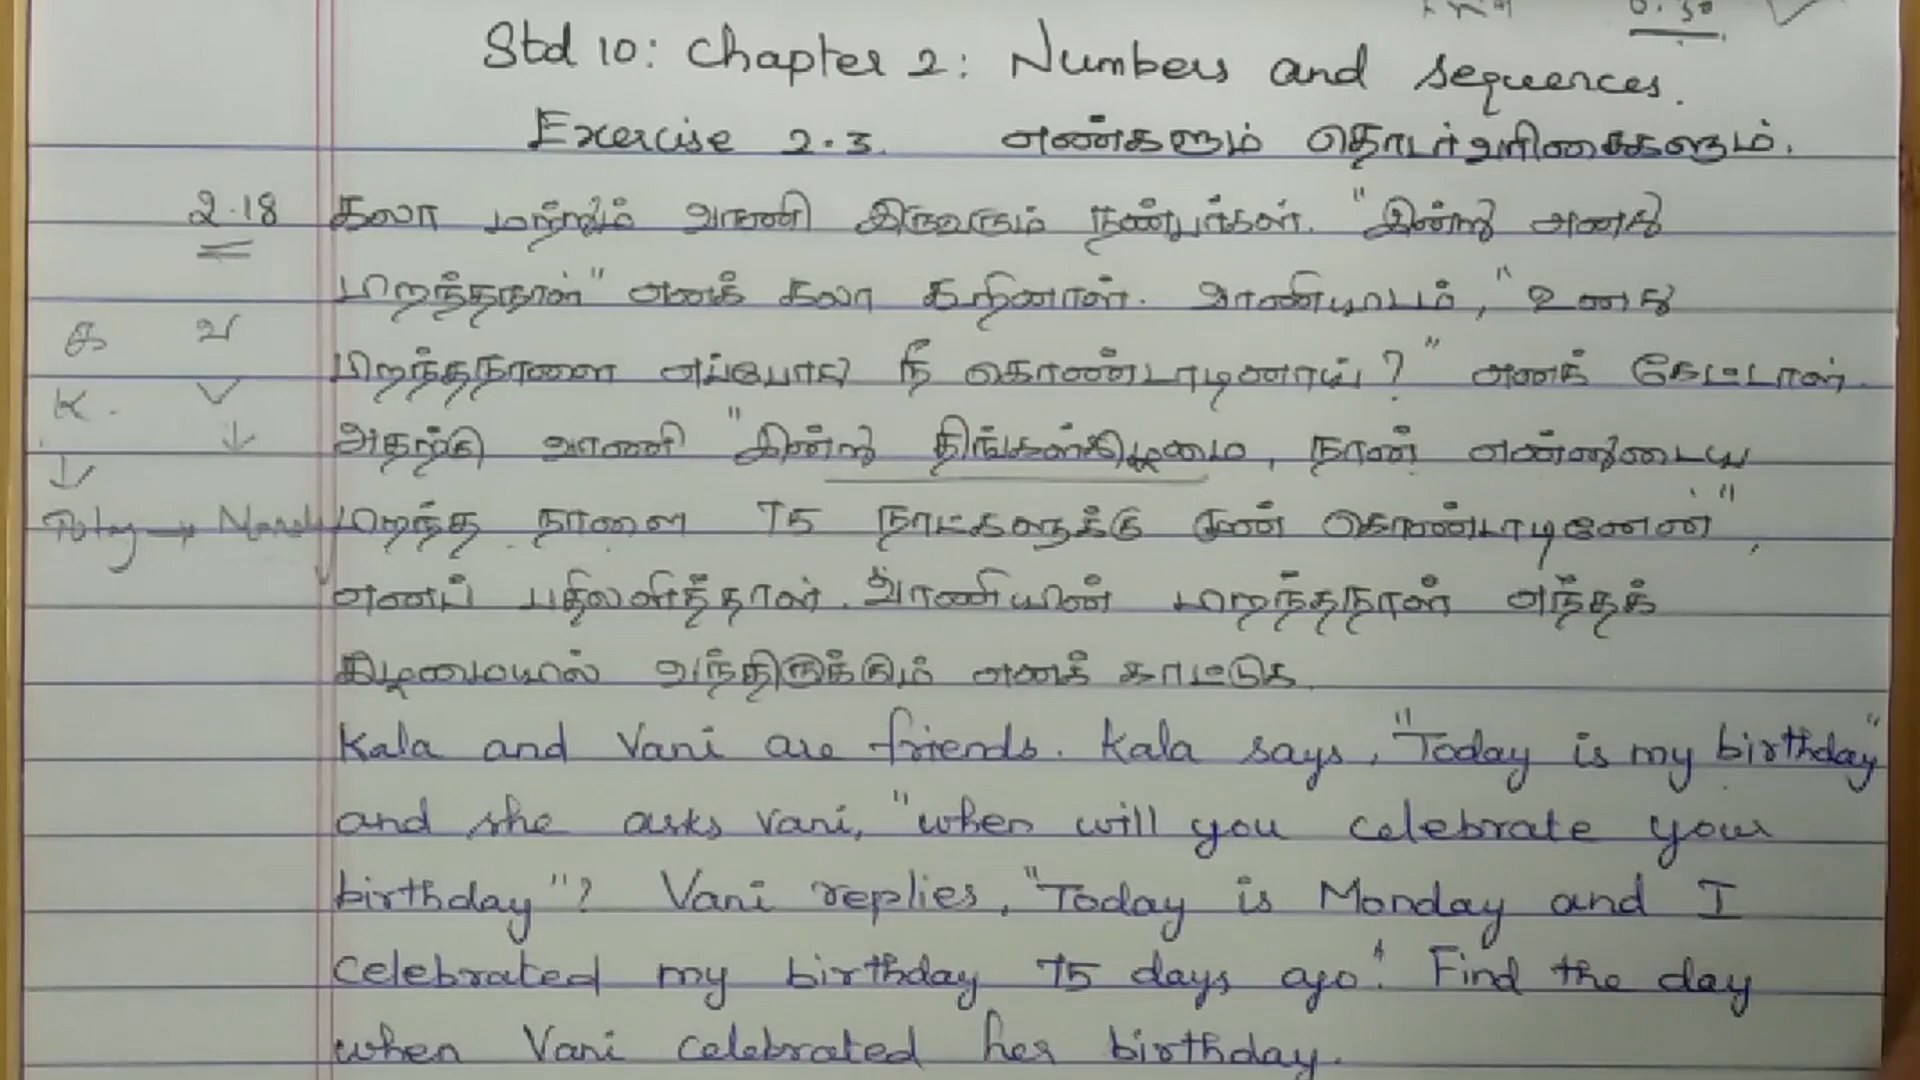 Std 10: Chapter 2: Numbers and sequences.
Exercise 2.3. எண்களும் தொடர்வரிசைகளும்.
2.18 கலா மற்றும் வாணி இருவரும் நண்பர்கள். "இன்று எனது
பிறந்தநாள்" எனக் கலா கூறினாள். வாணியிடம், "உனது
க வ
பிறந்தநாளை எப்போது நீ கொண்டாடினாய்?" எனக் கேட்டாள்.
K. V
அதற்கு வாணி "இன்று திங்கள்கிழமை, நான் என்னுடைய
↓ ↓
Today → பிறந்த நாளை 75 நாட்களுக்கு முன் கொண்டாடினேன்",
எனப் பதிலளித்தாள். வாணியின் பிறந்தநாள் எந்தக்
கிழமையில் வந்திருக்கும் எனக் காட்டுக
Kala and Vani are friends. Kala says, "Today is my birthday"
and she asks Vani, "when will you celebrate your
birthday"? Vani replies, "Today is Monday and I
celebrated my birthday 75 days ago". Find the day
when Vani celebrated her birthday.